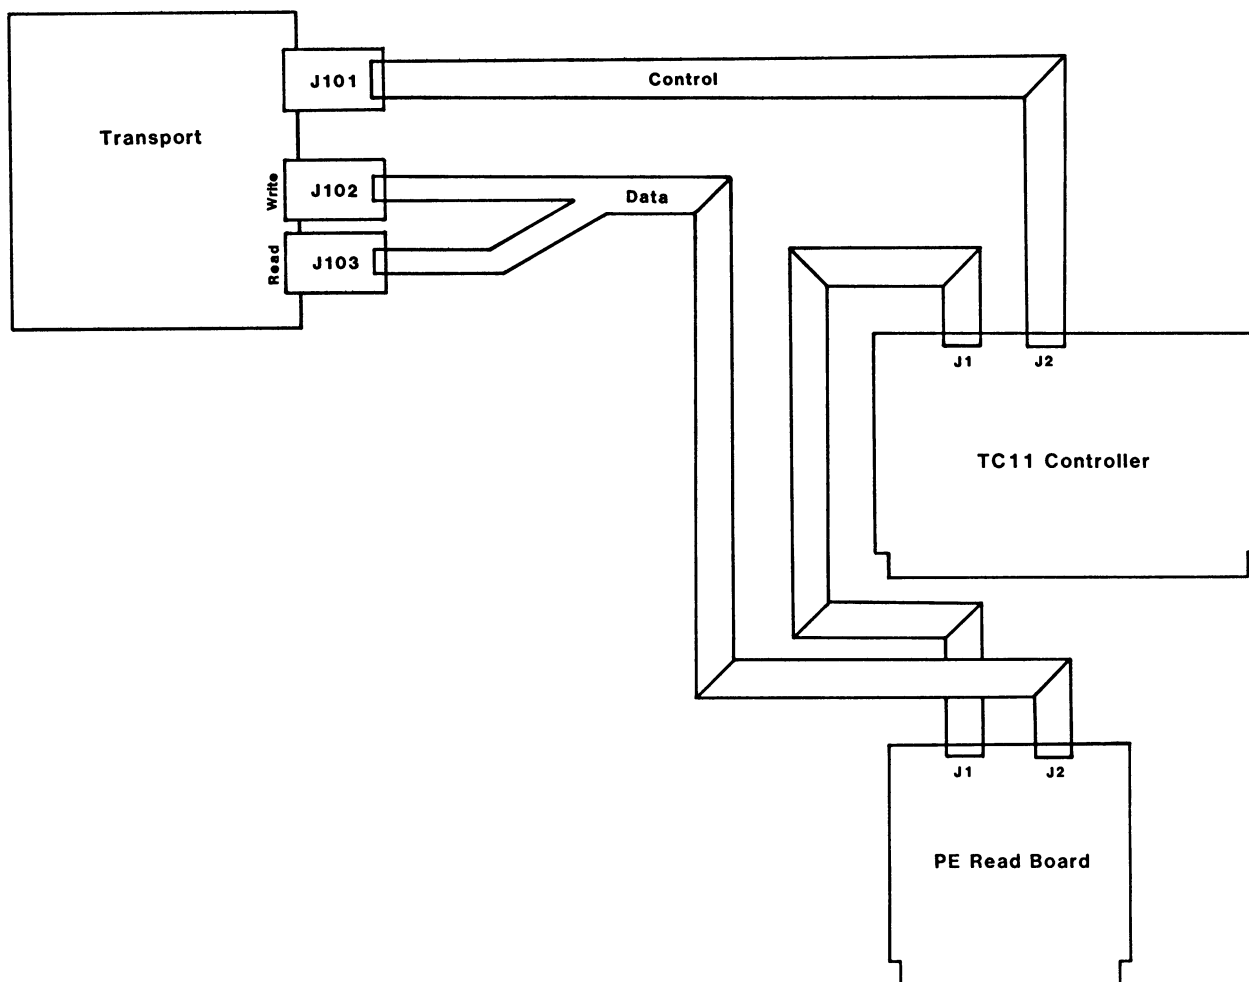 J101
Control
Transport
Write
J102
Data
Read
J103
J1
J2
TC11 Controller
J1
J2
PE Read Board